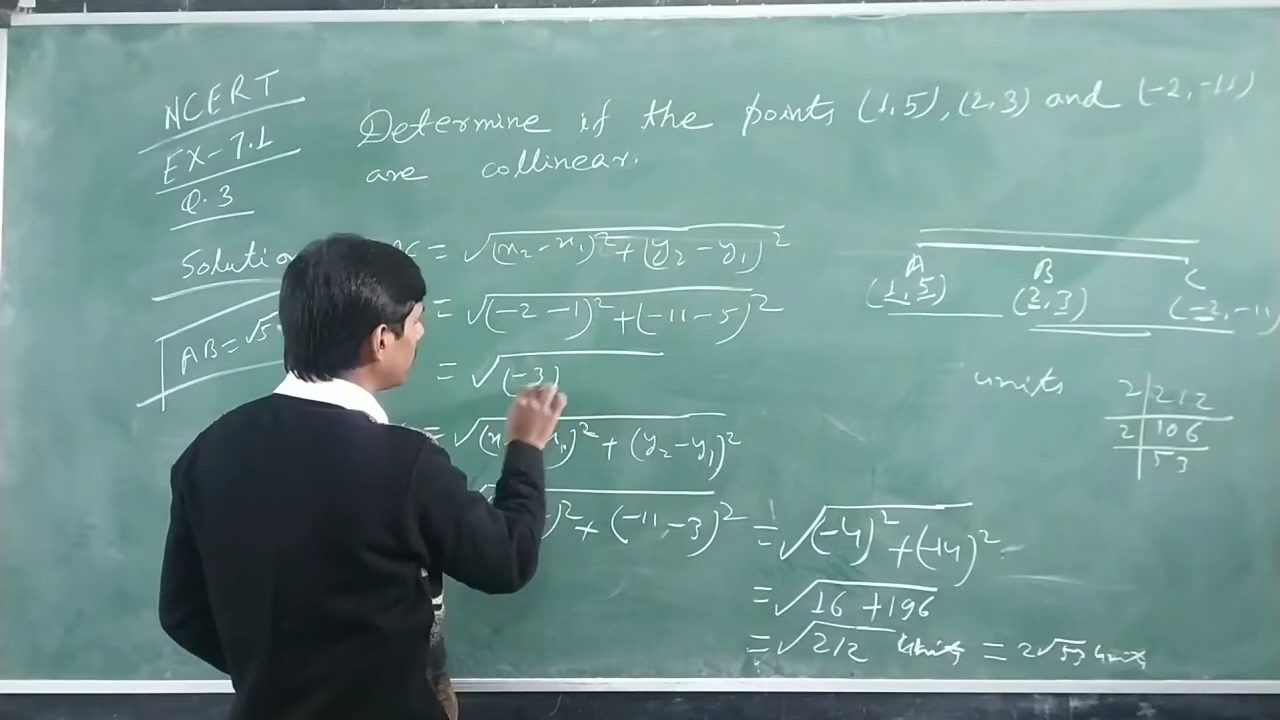 NCERT
EX-7.1
Q.3
Determine if the points (1,5), (2,3) and (-2,-11)
are collinear.
Solutio
AB = √5
= √(x₂-x₁)²+(y₂-y₁)²
= √(-2-1)²+(-11-5)²
= √(-3)
= √(x₂-x₁)²+(y₂-y₁)²
)²+(-11-3)²
= √(-4)²+(-14)²
= √16+196
= √212 units = 2√53 units
A B C
(1,5) (2,3) (-2,-11)
units
2|212
2|106
|53